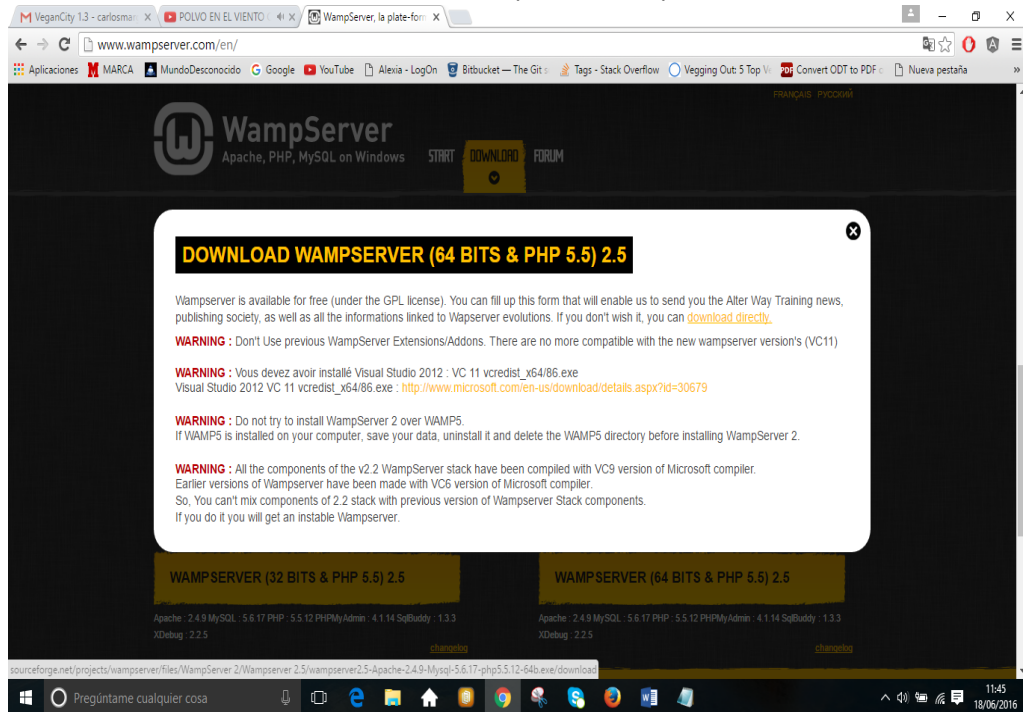 VeganCity 1.3 - carlosmar
POLVO EN EL VIENTO
WampServer, la plate-form
www.wampserver.com/en/
Aplicaciones MARCA MundoDesconocido Google YouTube Alexia - LogOn Bitbucket — The Git s Tags - Stack Overflow Vegging Out: 5 Top V Convert ODT to PDF Nueva pestaña »
FRANÇAIS РУССКИЙ
WampServer
Apache, PHP, MySQL on Windows
START DOWNLOAD FORUM
DOWNLOAD WAMPSERVER (64 BITS & PHP 5.5) 2.5
Wampserver is available for free (under the GPL license). You can fill up this form that will enable us to send you the Alter Way Training news,
publishing society, as well as all the informations linked to Wapserver evolutions. If you don't wish it, you can download directly.
WARNING : Don't Use previous WampServer Extensions/Addons. There are no more compatible with the new wampserver version's (VC11)
WARNING : Vous devez avoir installé Visual Studio 2012 : VC 11 vcredist_x64/86.exe
Visual Studio 2012 VC 11 vcredist_x64/86.exe : http://www.microsoft.com/en-us/download/details.aspx?id=30679
WARNING : Do not try to install WampServer 2 over WAMP5.
If WAMP5 is installed on your computer, save your data, uninstall it and delete the WAMP5 directory before installing WampServer 2.
WARNING : All the components of the v2.2 WampServer stack have been compiled with VC9 version of Microsoft compiler.
Earlier versions of Wampserver have been made with VC6 version of Microsoft compiler.
So, You can't mix components of 2.2 stack with previous version of Wampserver Stack components.
If you do it you will get an instable Wampserver.
WAMPSERVER (32 BITS & PHP 5.5) 2.5
Apache : 2.4.9 MySQL : 5.6.17 PHP : 5.5.12 PHPMyAdmin : 4.1.14 SqlBuddy : 1.3.3
XDebug : 2.2.5
changelog
WAMPSERVER (64 BITS & PHP 5.5) 2.5
Apache : 2.4.9 MySQL : 5.6.17 PHP : 5.5.12 PHPMyAdmin : 4.1.14 SqlBuddy : 1.3.3
XDebug : 2.2.5
changelog
sourceforge.net/projects/wampserver/files/WampServer 2/Wampserver 2.5/wampserver2.5-Apache-2.4.9-Mysql-5.6.17-php5.5.12-64b.exe/download
Pregúntame cualquier cosa
11:45
18/06/2016